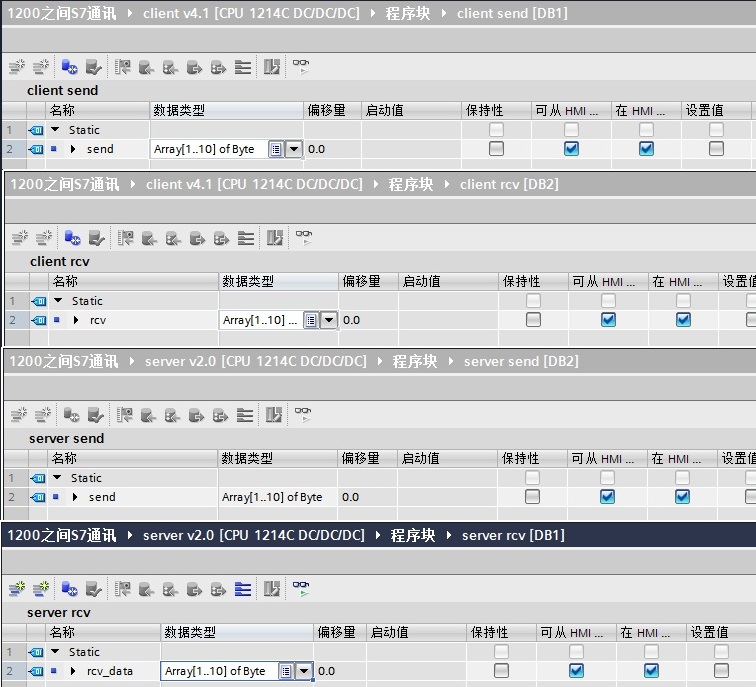 1200之间S7通讯 client v4.1 [CPU 1214C DC/DC/DC] 程序块 client send [DB1]
client send
名称 数据类型 偏移量 启动值 保持性 可从 HMI ... 在 HMI ... 设置值
1 Static
2 send Array[1..10] of Byte 0.0
1200之间S7通讯 client v4.1 [CPU 1214C DC/DC/DC] 程序块 client rcv [DB2]
client rcv
名称 数据类型 偏移量 启动值 保持性 可从 HMI ... 在 HMI ... 设置值
1 Static
2 rcv Array[1..10] ... 0.0
1200之间S7通讯 server v2.0 [CPU 1214C DC/DC/DC] 程序块 server send [DB2]
server send
名称 数据类型 偏移量 启动值 保持性 可从 HMI ... 在 HMI ... 设置值
1 Static
2 send Array[1..10] of Byte 0.0
1200之间S7通讯 server v2.0 [CPU 1214C DC/DC/DC] 程序块 server rcv [DB1]
server rcv
名称 数据类型 偏移量 启动值 保持性 可从 HMI ... 在 HMI ... 设置值
1 Static
2 rcv_data Array[1..10] of Byte 0.0